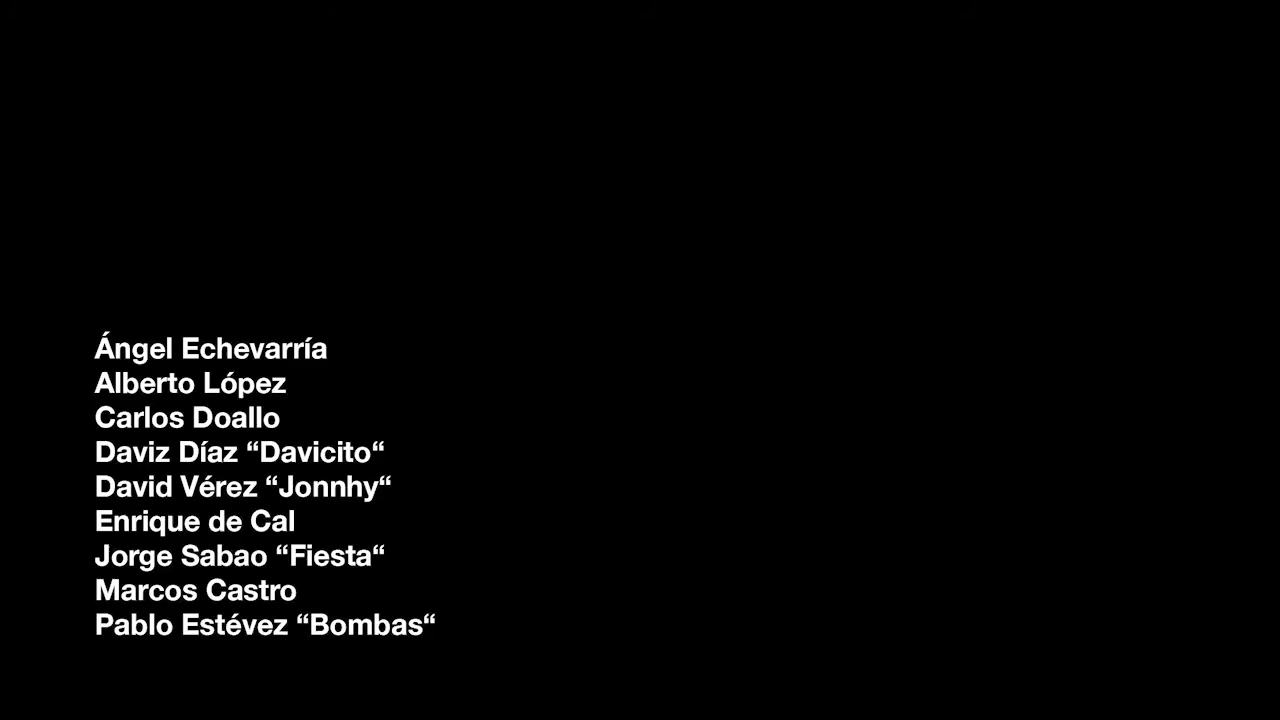 Ángel Echevarría
Alberto López
Carlos Doallo
Daviz Díaz “Davicito“
David Vérez “Jonnhy“
Enrique de Cal
Jorge Sabao “Fiesta“
Marcos Castro
Pablo Estévez “Bombas“